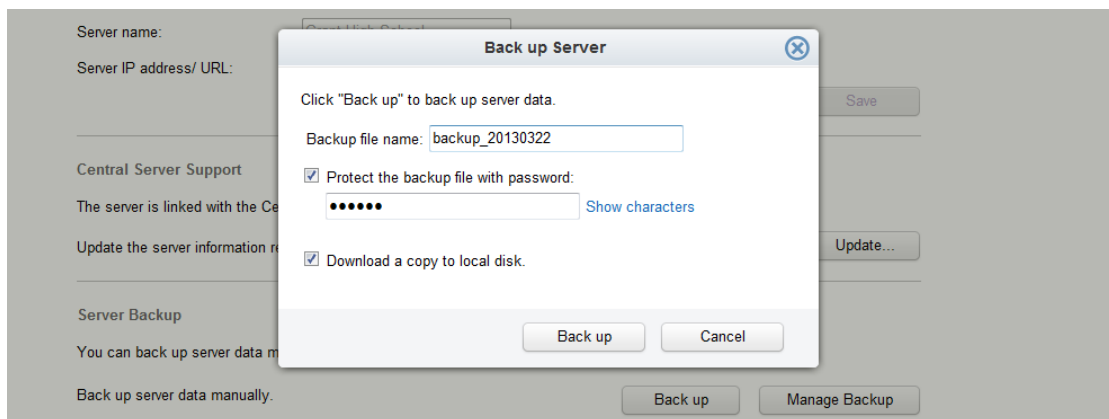 Server name:
Back up Server
Server IP address/ URL:
Click "Back up" to back up server data.
Save
Backup file name: backup_20130322
Central Server Support
Protect the backup file with password:
The server is linked with the Ce
●●●●●● Show characters
Update the server information re
Update...
Download a copy to local disk.
Server Backup
Back up Cancel
You can back up server data m
Back up server data manually.
Back up Manage Backup